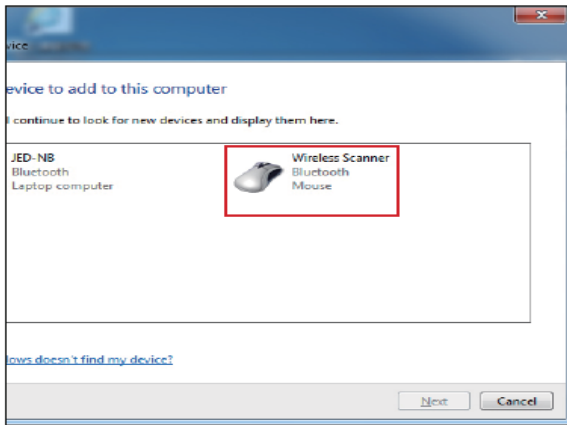 vice
evice to add to this computer
l continue to look for new devices and display them here.
JED-NB
Bluetooth
Laptop computer
Wireless Scanner
Bluetooth
Mouse
lows doesn't find my device?
Next
Cancel